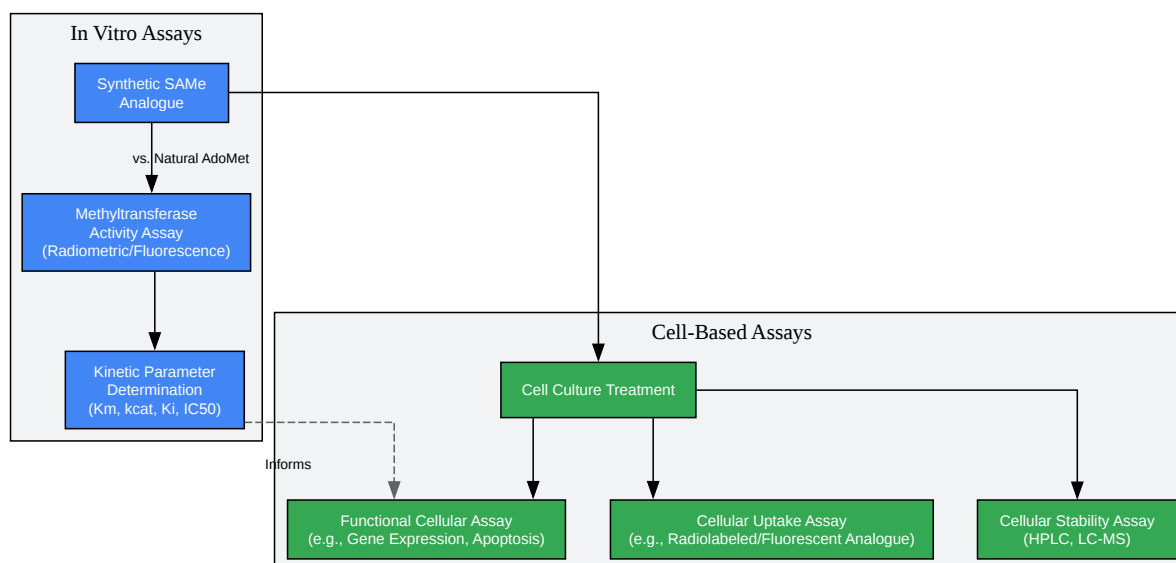 In Vitro Assays
Synthetic SAMe
Analogue
vs. Natural AdoMet
Methyltransferase
Activity Assay
(Radiometric/Fluorescence)
Kinetic Parameter
Determination
(Km, kcat, Ki, IC50)
Informs
Cell-Based Assays
Cell Culture Treatment
Functional Cellular Assay
(e.g., Gene Expression, Apoptosis)
Cellular Uptake Assay
(e.g., Radiolabeled/Fluorescent Analogue)
Cellular Stability Assay
(HPLC, LC-MS)